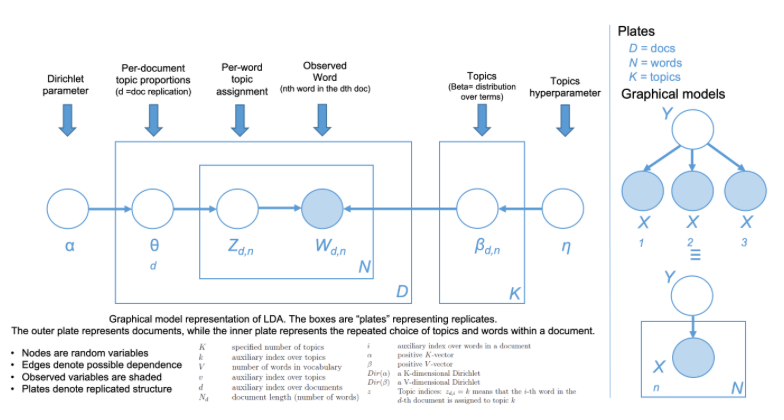 Dirichlet
parameter
Per-document
topic proportions
(d =doc replication)
Per-word
topic
assignment
Observed
Word
(nth word in the dth doc)
Topics
(Beta= distribution
over terms)
Topics
hyperparameter
α
θ
d
Z d,n
W d,n
N
D
β d,n
K
η
Graphical model representation of LDA. The boxes are “plates” representing replicates.
The outer plate represents documents, while the inner plate represents the repeated choice of topics and words within a document.
• Nodes are random variables
• Edges denote possible dependence
• Observed variables are shaded
• Plates denote replicated structure
K specified number of topics
k auxiliary index over topics
V number of words in vocabulary
v auxiliary index over topics
d auxiliary index over documents
N_d document length (number of words)
i auxiliary index over words in a document
α positive K-vector
β positive V-vector
Dir(α) a K-dimensional Dirichlet
Dir(β) a V-dimensional Dirichlet
z Topic indices: z_{d,i} = k means that the i-th word in the
d-th document is assigned to topic k
Plates
D = docs
N = words
K = topics
Graphical models
Y
X X X
1 2 3
≡
Y
X
n
N